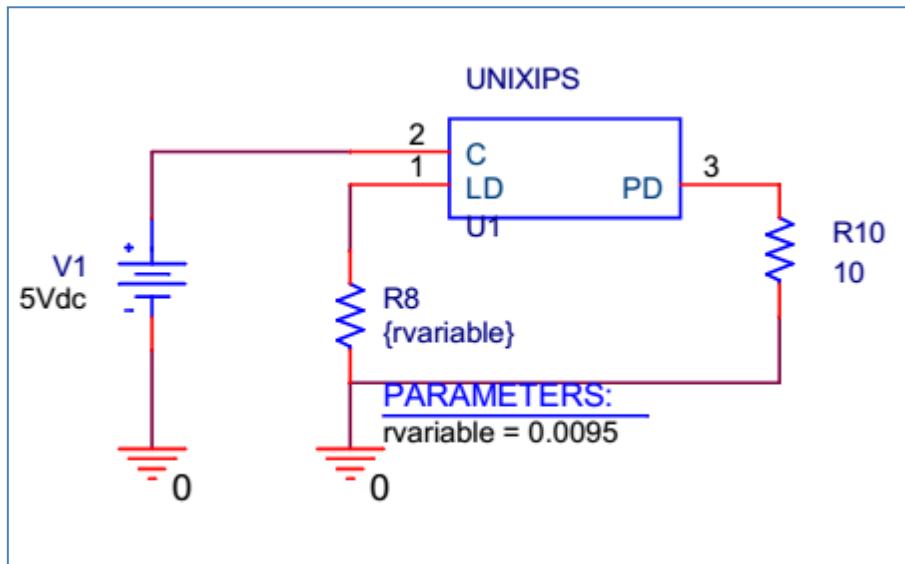 UNIXIPS
2
C
1
LD
PD
3
U1
+
V1
5Vdc
-
R8
{rvariable}
R10
10
PARAMETERS:
rvariable = 0.0095
0
0